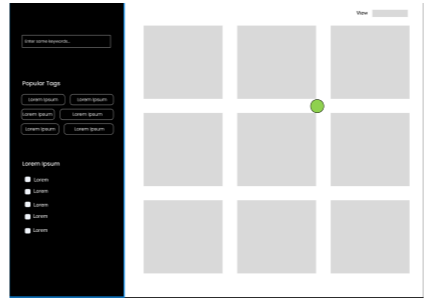 View
Enter some keywords...
Popular Tags
Lorem Ipsum Lorem Ipsum
Lorem Ipsum Lorem Ipsum
Lorem Ipsum Lorem Ipsum
Lorem Ipsum
Lorem
Lorem
Lorem
Lorem
Lorem